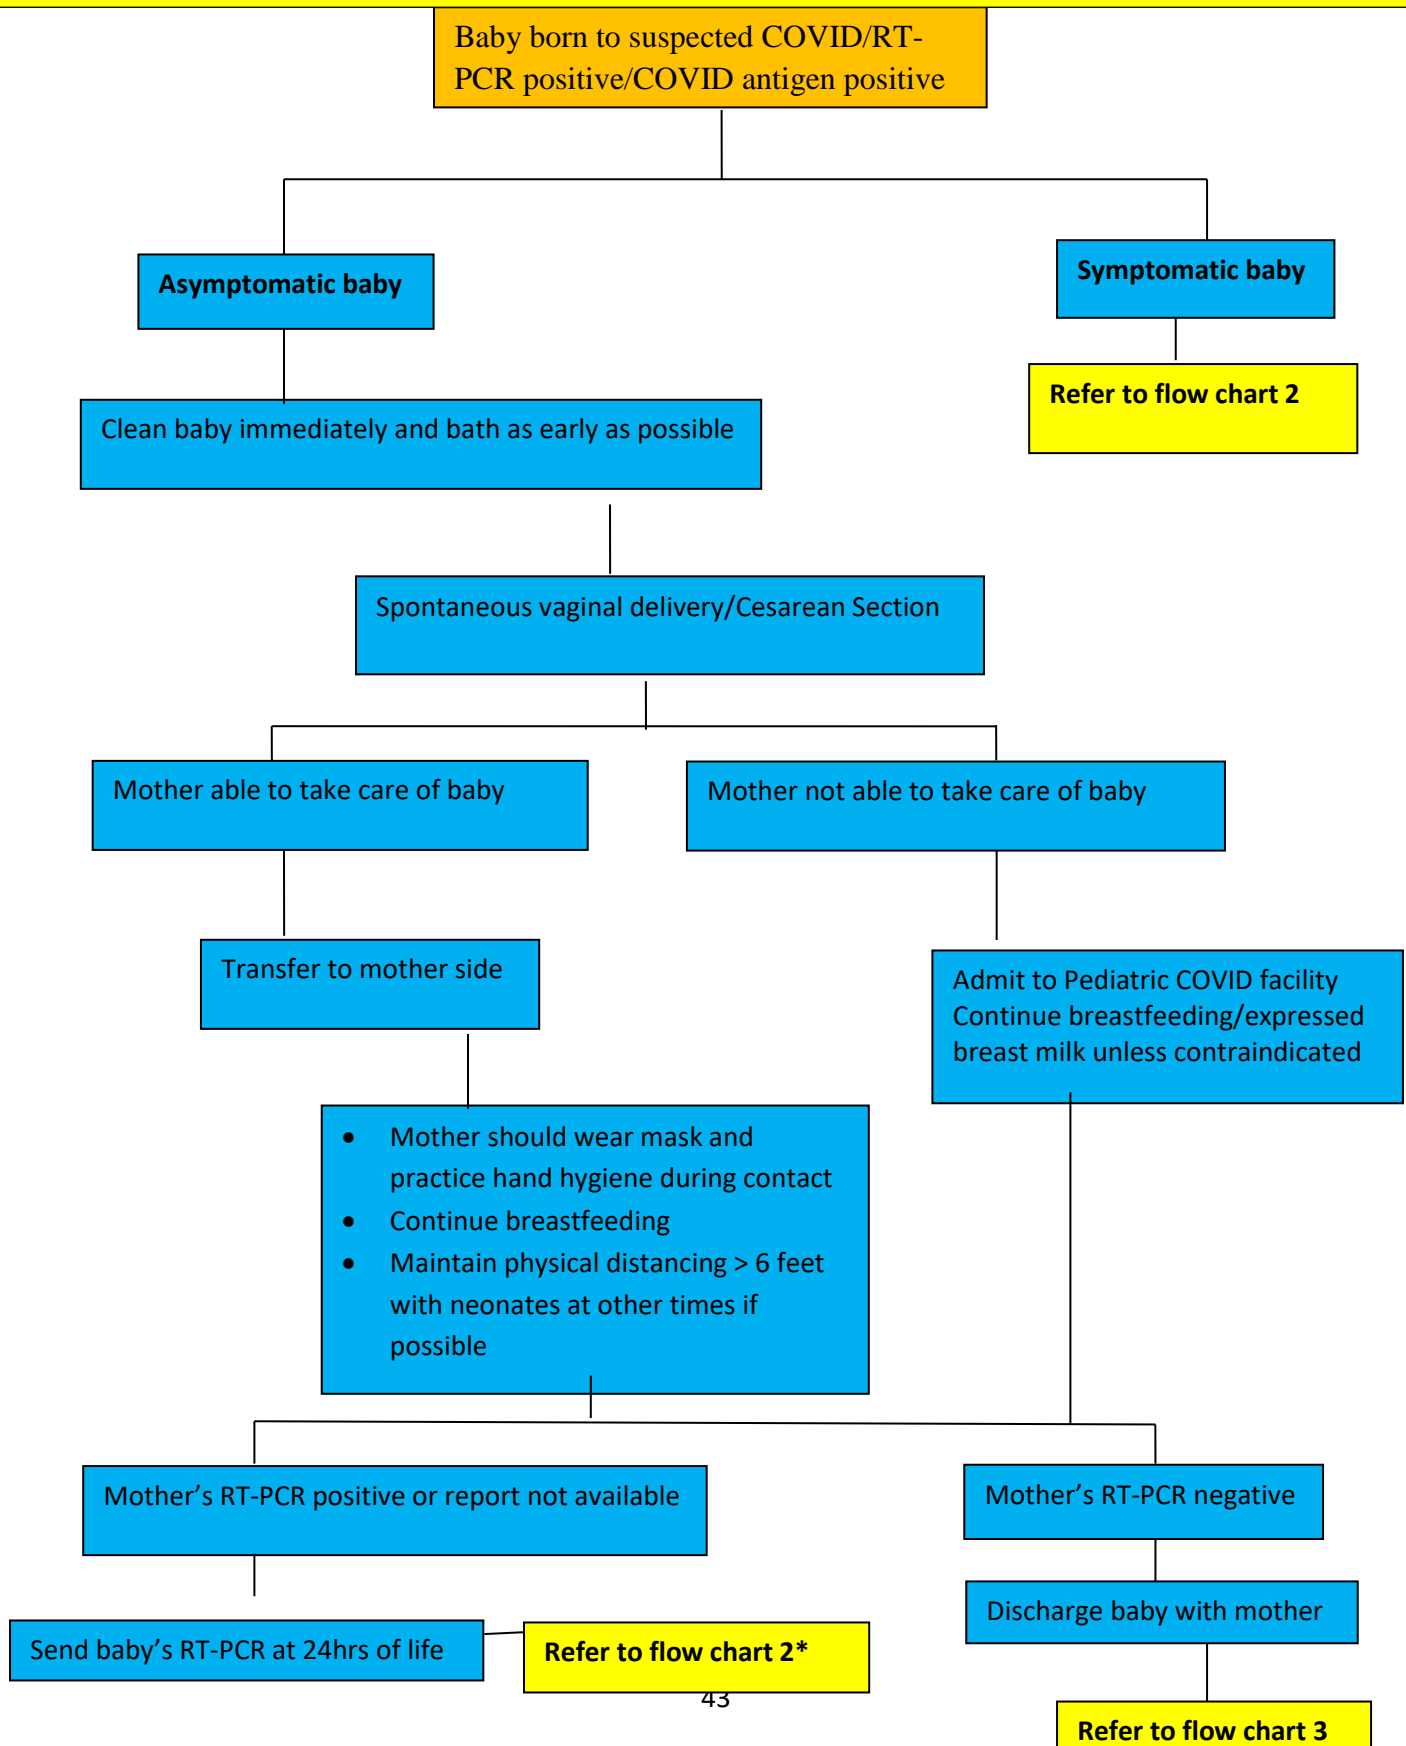 Baby born to suspected COVID/RT-
PCR positive/COVID antigen positive
Asymptomatic baby
Symptomatic baby
Refer to flow chart 2
Clean baby immediately and bath as early as possible
Spontaneous vaginal delivery/Cesarean Section
Mother able to take care of baby
Mother not able to take care of baby
Transfer to mother side
Admit to Pediatric COVID facility
Continue breastfeeding/expressed
breast milk unless contraindicated
• Mother should wear mask and
practice hand hygiene during contact
• Continue breastfeeding
• Maintain physical distancing > 6 feet
with neonates at other times if
possible
Mother’s RT-PCR positive or report not available
Mother’s RT-PCR negative
Discharge baby with mother
Send baby’s RT-PCR at 24hrs of life
Refer to flow chart 2*
43
Refer to flow chart 3